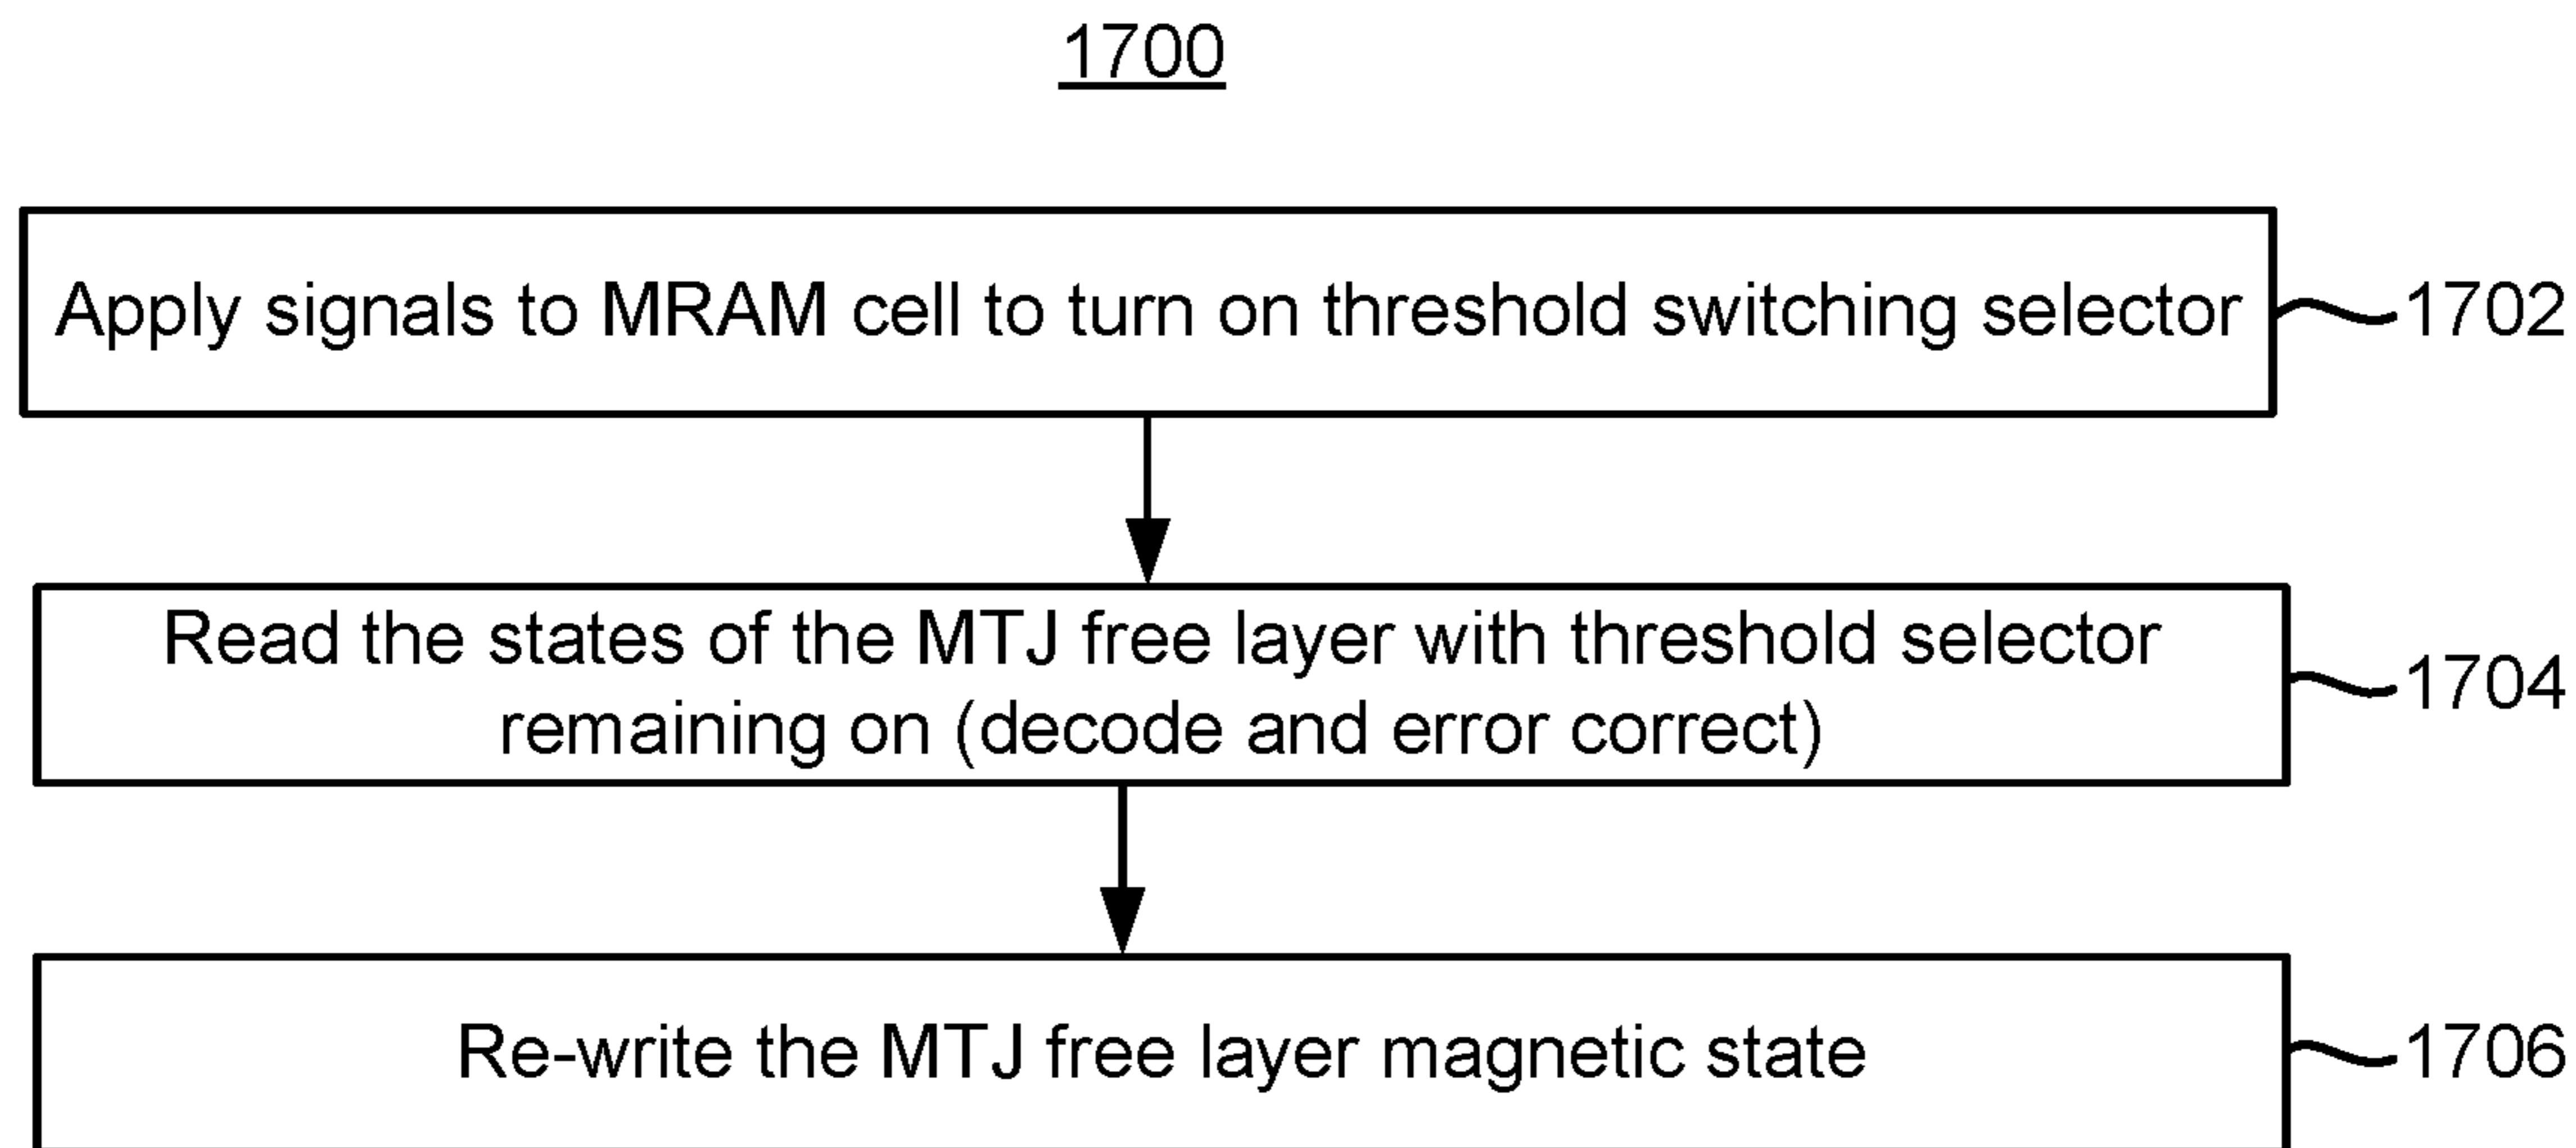 1700
Apply signals to MRAM cell to turn on threshold switching selector
1702
Read the states of the MTJ free layer with threshold selector
remaining on (decode and error correct)
1704
Re-write the MTJ free layer magnetic state
1706